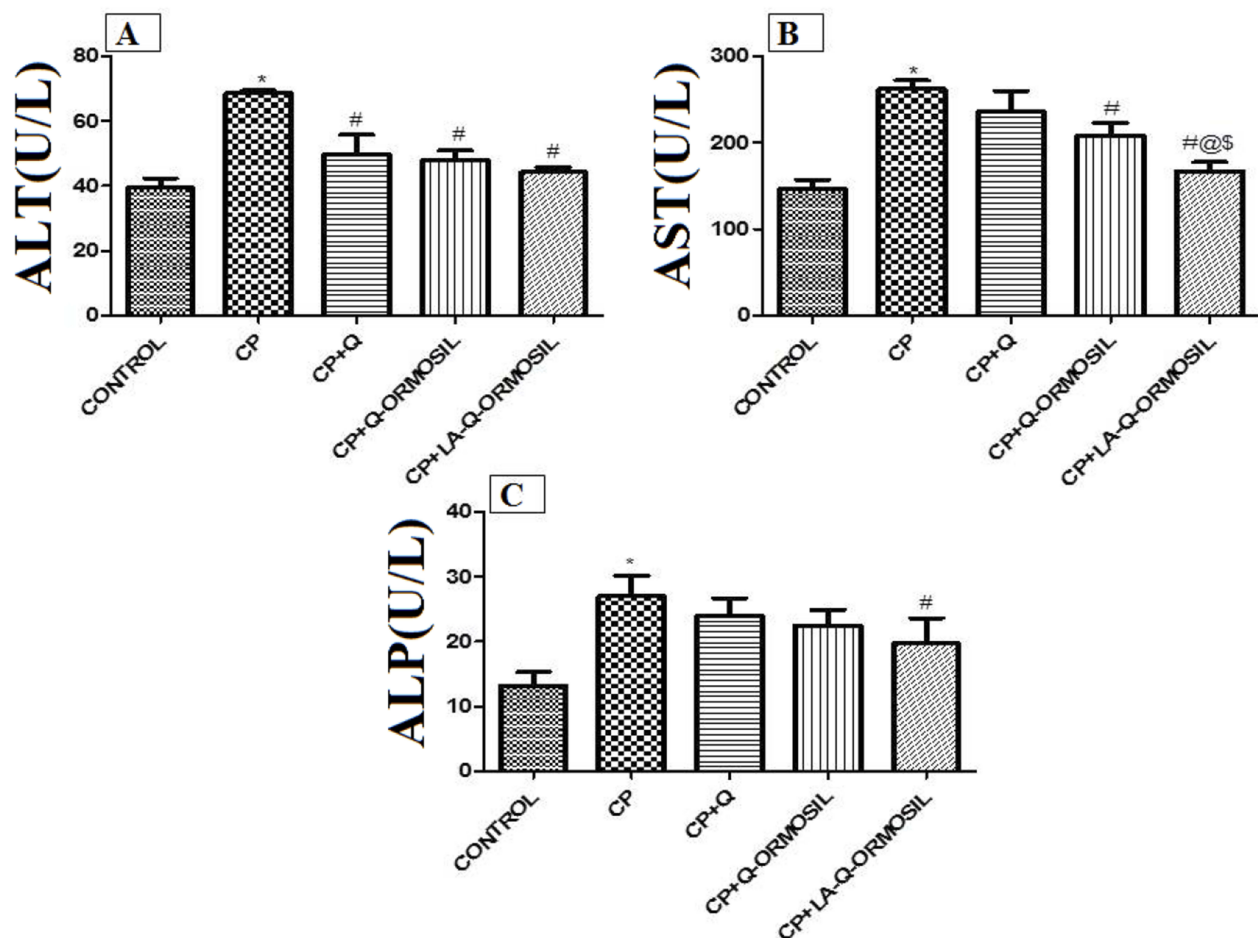 A
ALT(U/L)
80
60
40
20
0
*
#
#
#
CONTROL
CP
CP+Q
CP+Q-ORMOSIL
CP+LA-Q-ORMOSIL
B
AST(U/L)
300
200
100
0
*
#
#@$
CONTROL
CP
CP+Q
CP+Q-ORMOSIL
CP+LA-Q-ORMOSIL
C
ALP(U/L)
40
30
20
10
0
*
#
CONTROL
CP
CP+Q
CP+Q-ORMOSIL
CP+LA-Q-ORMOSIL